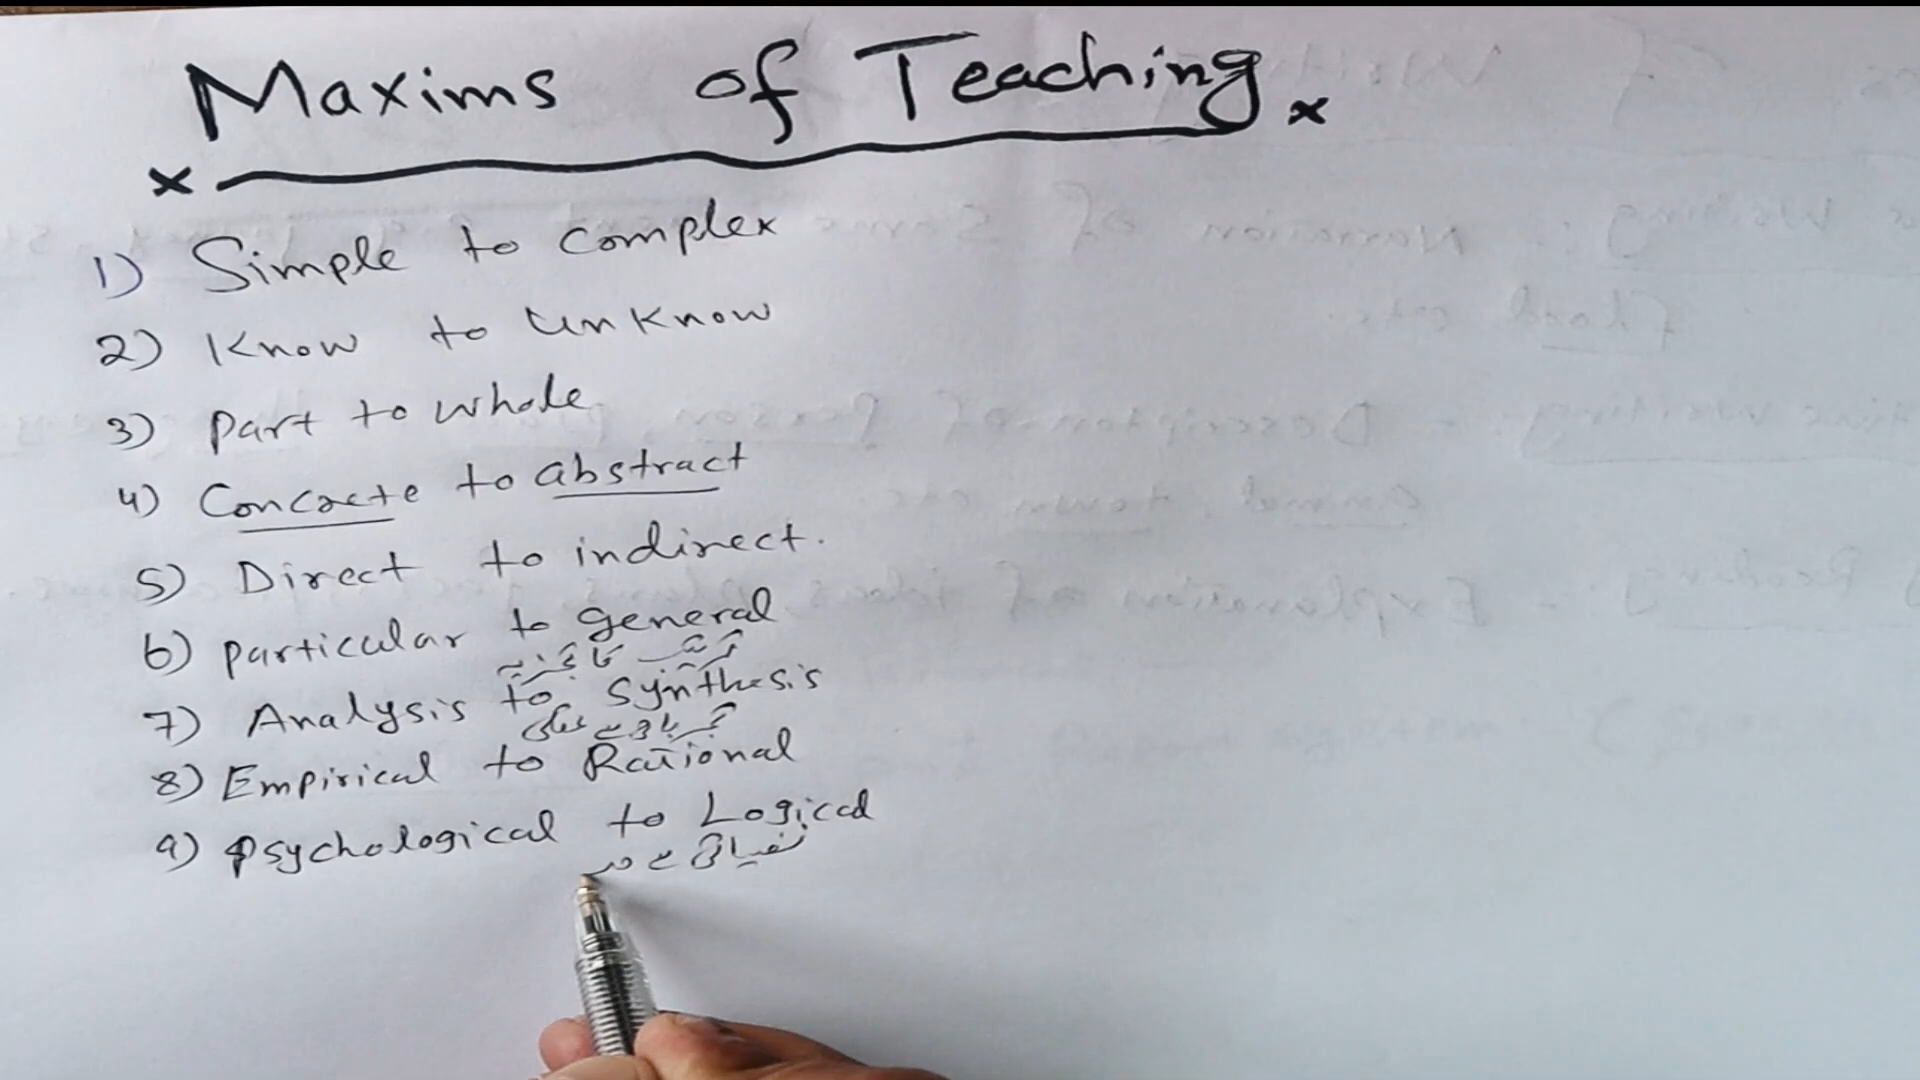 Maxims of Teaching
1) Simple to complex
2) Know to unknow
3) Part to whole
4) Concrete to abstract
5) Direct to indirect.
6) particular to general
7) Analysis to Synthesis
8) Empirical to Rational
9) Psychological to Logical
نفسیاتی سے